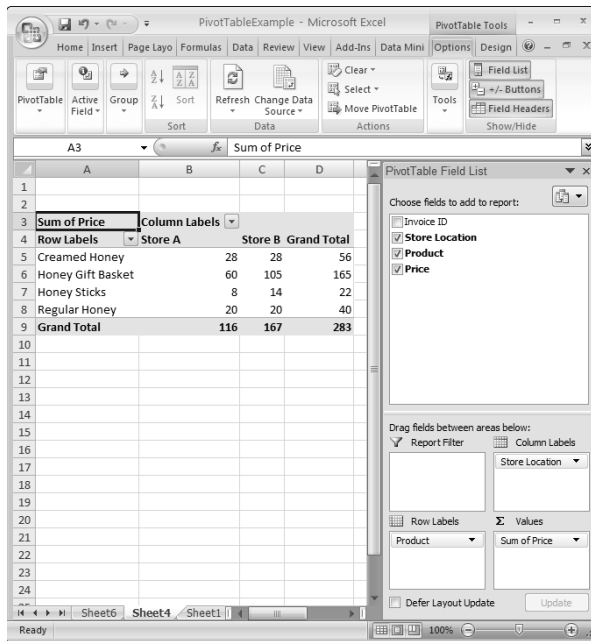 PivotTableExample - Microsoft Excel
PivotTable Tools
Home Insert Page Layo Formulas Data Review View Add-Ins Data Mini Options Design
PivotTable
Active Field
Group
Sort
Sort
Refresh
Change Data Source
Data
Clear
Select
Move PivotTable
Actions
Tools
Field List
+/- Buttons
Field Headers
Show/Hide
A3 fx Sum of Price
A B C D
1
2
3 Sum of Price Column Labels
4 Row Labels Store A Store B Grand Total
5 Creamed Honey 28 28 56
6 Honey Gift Basket 60 105 165
7 Honey Sticks 8 14 22
8 Regular Honey 20 20 40
9 Grand Total 116 167 283
10
11
12
13
14
15
16
17
18
19
20
21
22
23
24
25
Sheet6 Sheet4 Sheet1
Ready
100%
PivotTable Field List
Choose fields to add to report:
Invoice ID
Store Location
Product
Price
Drag fields between areas below:
Report Filter
Column Labels
Store Location
Row Labels
Σ Values
Product
Sum of Price
Defer Layout Update
Update